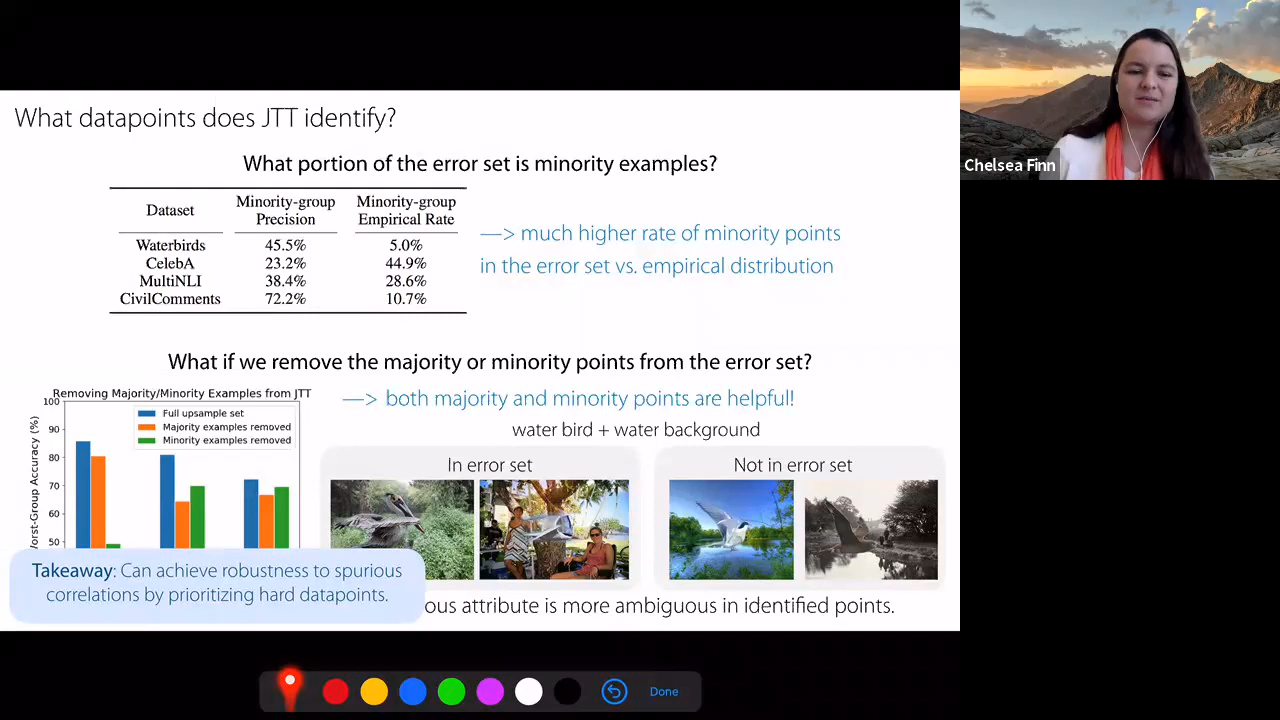 What datapoints does JTT identify?
Chelsea Finn
What portion of the error set is minority examples?
Dataset Minority-group Precision Minority-group Empirical Rate
Waterbirds 45.5% 5.0%
CelebA 23.2% 44.9%
MultiNLI 38.4% 28.6%
CivilComments 72.2% 10.7%
—> much higher rate of minority points
in the error set vs. empirical distribution
What if we remove the majority or minority points from the error set?
Removing Majority/Minority Examples from JTT
100
90
80
70
60
50
Worst-Group Accuracy (%)
Full upsample set
Majority examples removed
Minority examples removed
—> both majority and minority points are helpful!
water bird + water background
In error set
Not in error set
Takeaway: Can achieve robustness to spurious
correlations by prioritizing hard datapoints.
attribute is more ambiguous in identified points.
Done